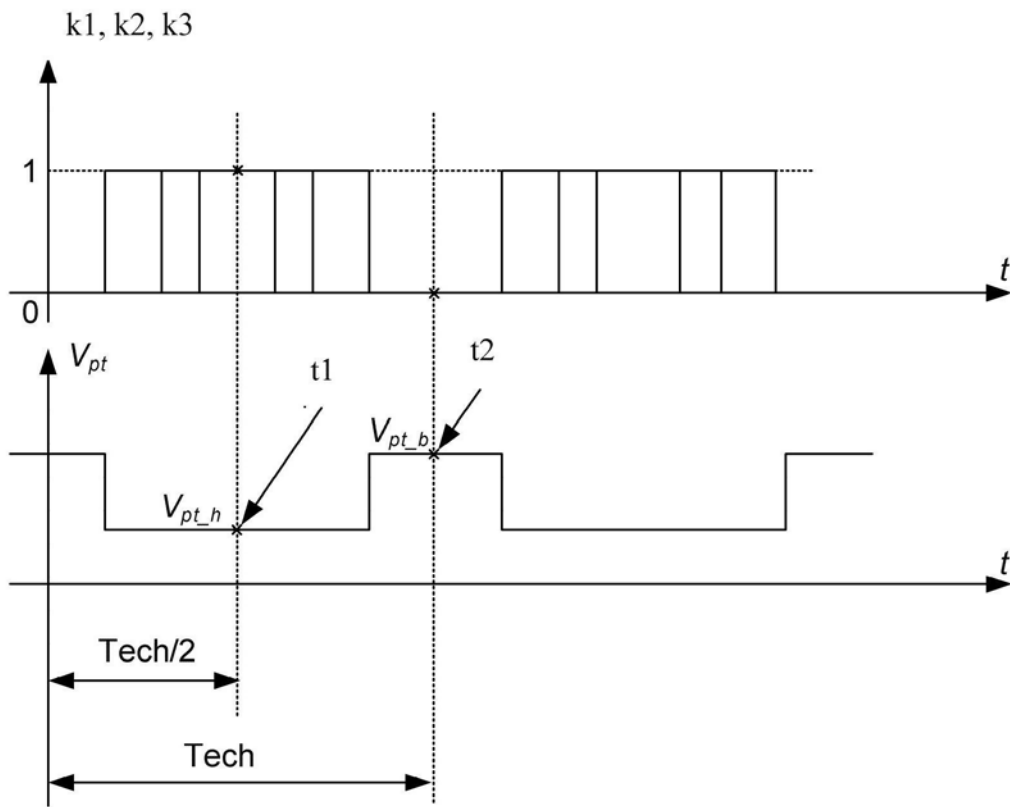 k1, k2, k3
1
t
0
V_pt
t1
t2
V_pt_b
V_pt_h
t
Tech/2
Tech